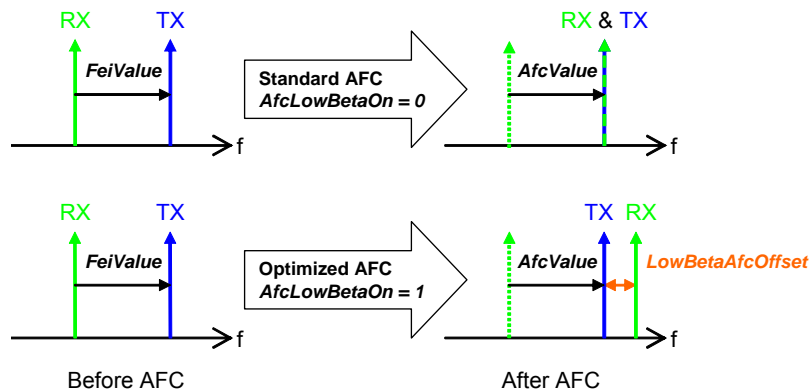 RX
TX
RX & TX
FeiValue
Standard AFC
AfcLowBetaOn = 0
AfcValue
f
f
RX
TX
TX
RX
FeiValue
Optimized AFC
AfcLowBetaOn = 1
AfcValue
LowBetaAfcOffset
f
f
Before AFC
After AFC